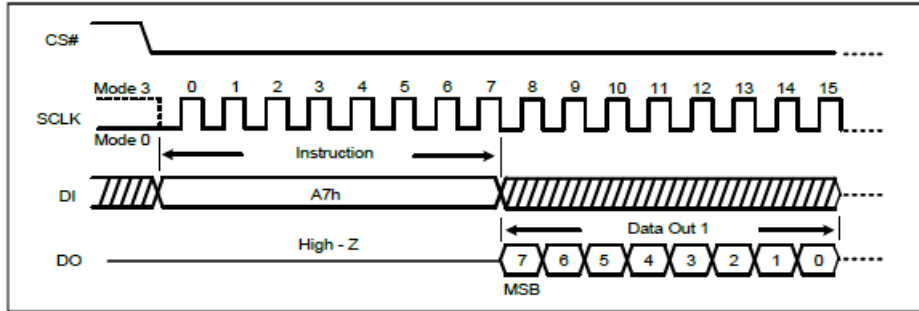 CS#
Mode 3 0 1 2 3 4 5 6 7 8 9 10 11 12 13 14 15
SCLK
Mode 0
Instruction
DI A7h
Data Out 1
High - Z
DO 7 6 5 4 3 2 1 0
MSB